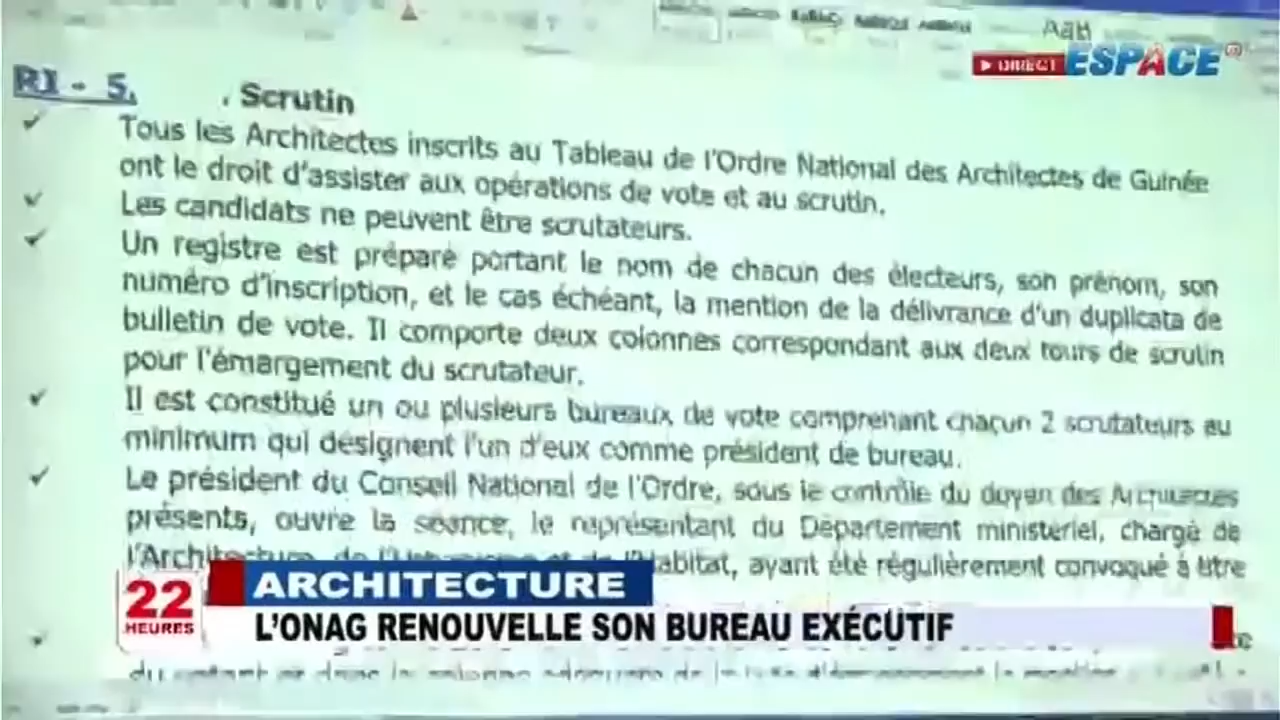 AaB
DIRECT ESPACE
RI - 5. . Scrutin
✓ Tous les Architectes inscrits au Tableau de l'Ordre National des Architectes de Guinée
ont le droit d'assister aux opérations de vote et au scrutin.
✓ Les candidats ne peuvent être scrutateurs.
✓ Un registre est préparé portant le nom de chacun des électeurs, son prénom, son
numéro d'inscription, et le cas échéant, la mention de la délivrance d'un duplicata de
bulletin de vote. Il comporte deux colonnes correspondant aux deux tours de scrutin
pour l'émargement du scrutateur.
✓ Il est constitué un ou plusieurs bureaux de vote comprenant chacun 2 scrutateurs au
minimum qui désignent l'un d'eux comme président de bureau.
✓ Le président du Conseil National de l'Ordre, sous le contrôle du doyen des Architectes
présents, ouvre la séance, le représentant du Département ministériel, chargé de
l'Architecture, de l'Urbanisme et de l'Habitat, ayant été régulièrement convoqué à titre
22 HEURES
ARCHITECTURE
L'ONAG RENOUVELLE SON BUREAU EXÉCUTIF